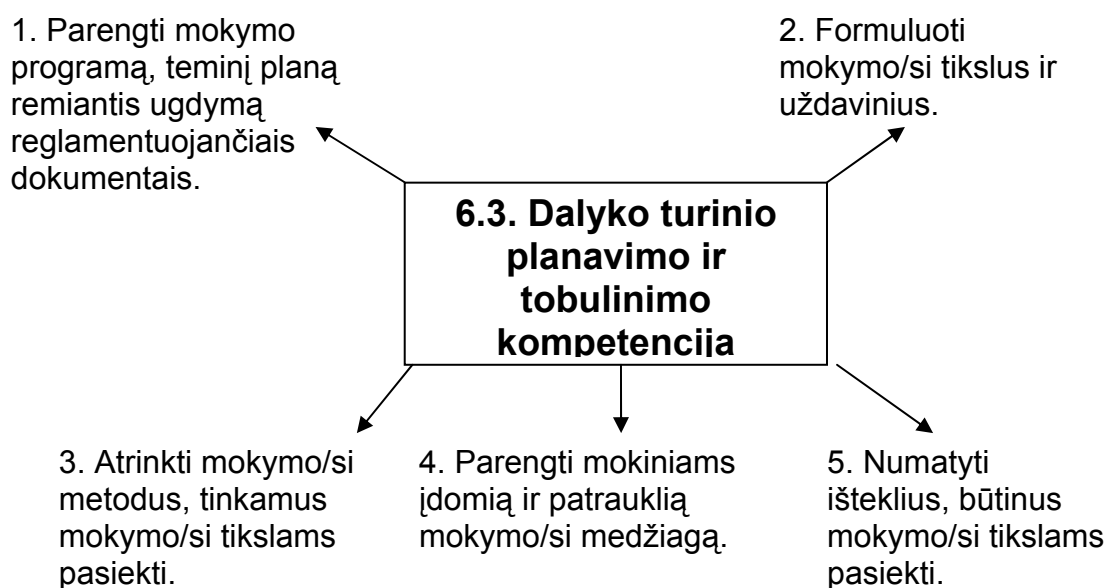 1. Parengti mokymo
programą, teminį planą
remiantis ugdymą
reglamentuojančiais
dokumentais.
2. Formuluoti
mokymo/si tikslus ir
uždavinius.
6.3. Dalyko turinio
planavimo ir
tobulinimo
kompetencija
3. Atrinkti mokymo/si
metodus, tinkamus
mokymo/si tikslams
pasiekti.
4. Parengti mokiniams
įdomią ir patrauklią
mokymo/si medžiagą.
5. Numatyti
išteklius, būtinus
mokymo/si tikslams
pasiekti.